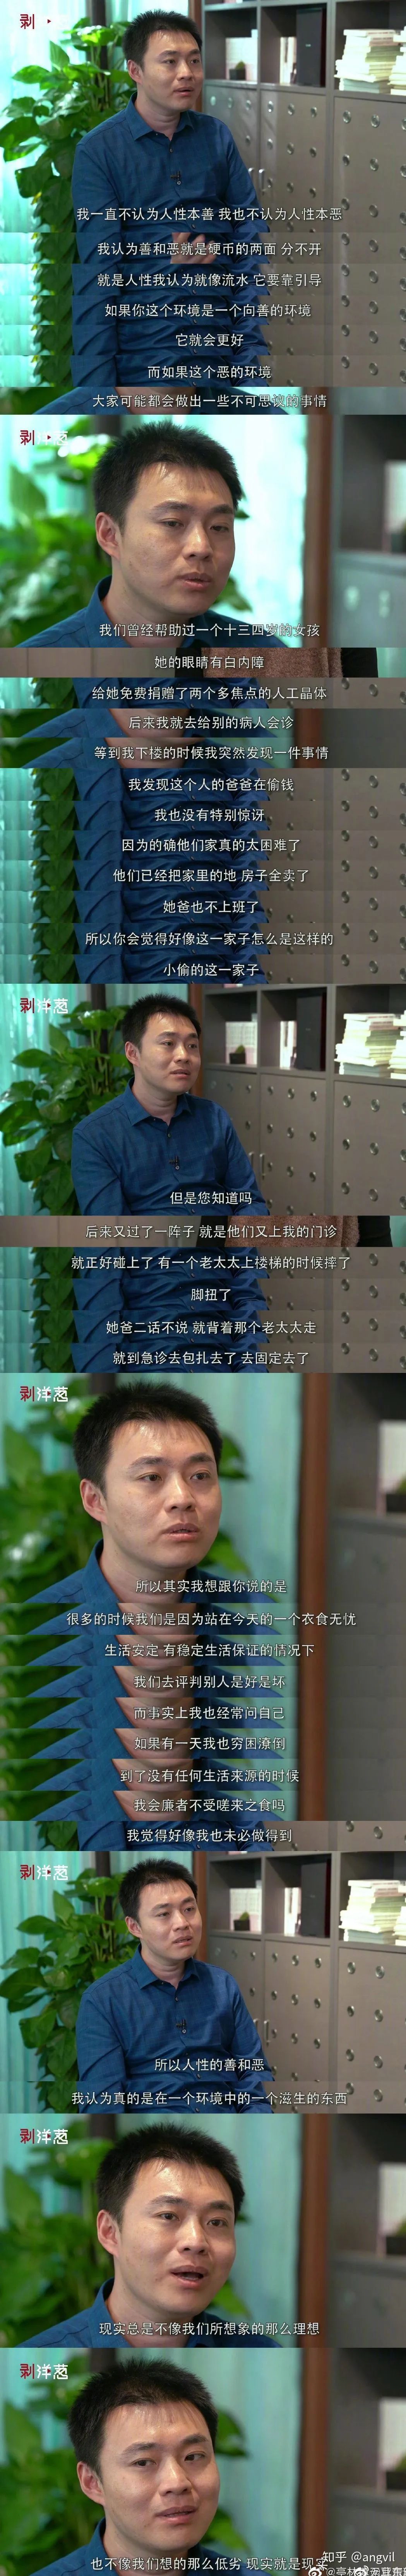 剥
我一直不认为人性本善 我也不认为人性本恶
我认为善和恶就是硬币的两面 分不开
就是人性我认为就像流水 它要靠引导
如果你这个环境是一个向善的环境
它就会更好
而如果这个恶的环境
大家可能都会做出一些不可思议的事情
剥洋葱
我们曾经帮助过一个十三四岁的女孩
她的眼睛有白内障
给她免费捐赠了两个多焦点的人工晶体
后来我就去给别的病人会诊
等到我下楼的时候我突然发现一件事情
我发现这个人的爸爸在偷钱
我也没有特别惊讶
因为的确他们家真的太困难了
他们已经把家里的地 房子全卖了
她爸也不上班了
所以你会觉得好像这一家子怎么是这样的
小偷的这一家子
剥洋葱
但是您知道吗
后来又过了一阵子 就是他们又上我的门诊
就正好碰上了 有一个老太太上楼梯的时候摔了
脚扭了
她爸二话不说 就背着那个老太太走
就到急诊去包扎去了 去固定去了
剥洋葱
所以其实我想跟你说的是
很多的时候我们是因为站在今天的一个衣食无忧
生活安定 有稳定生活保证的情况下
我们去评判别人是好是坏
而事实上我也经常问自己
如果有一天我也穷困潦倒
到了没有任何生活来源的时候
我会廉者不受嗟来之食吗
我觉得好像我也未必做得到
剥洋葱
所以人性的善和恶
我认为真的是在一个环境中的一个滋生的东西
剥洋葱
现实总是不像我们所想象的那么理想
剥洋葱
也不像我们想的那么低劣 现实就是现实
知乎 @angvil